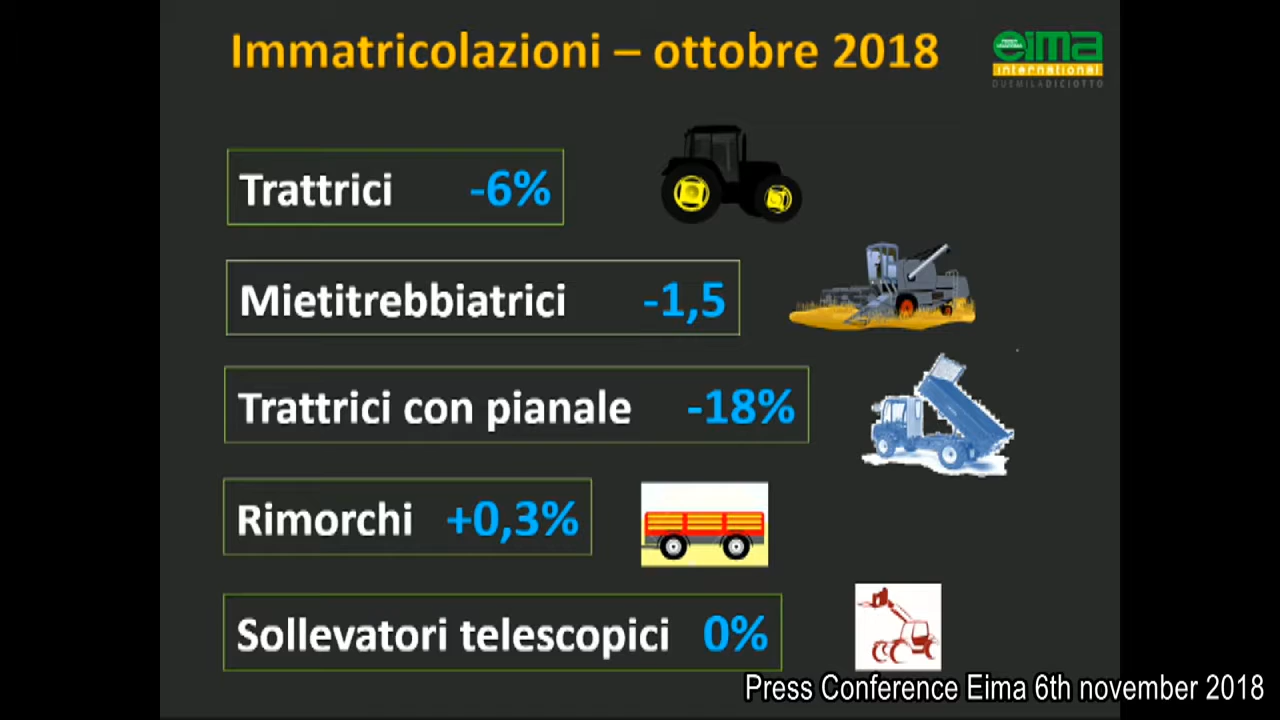 Immatricolazioni – ottobre 2018
eima
international
DUEMILADICIOTTO
Trattrici -6%
Mietitrebbiatrici -1,5
Trattrici con pianale -18%
Rimorchi +0,3%
Sollevatori telescopici 0%
Press Conference Eima 6th november 2018